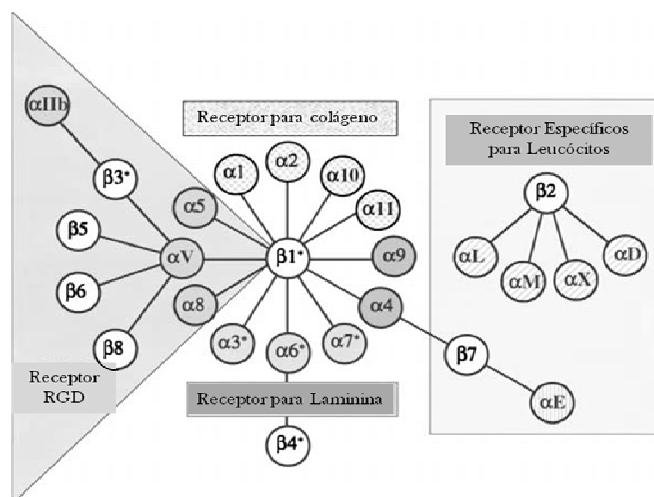 αIIb
Receptor para colágeno
Receptor Específicos
para Leucócitos
α1
α2
α10
α11
β3*
α5
β5
αV
β1*
α9
β6
α8
α4
β8
α3*
α6*
α7*
Receptor
RGD
Receptor para Laminina
β4*
β2
αL
αM
αX
αD
β7
αE